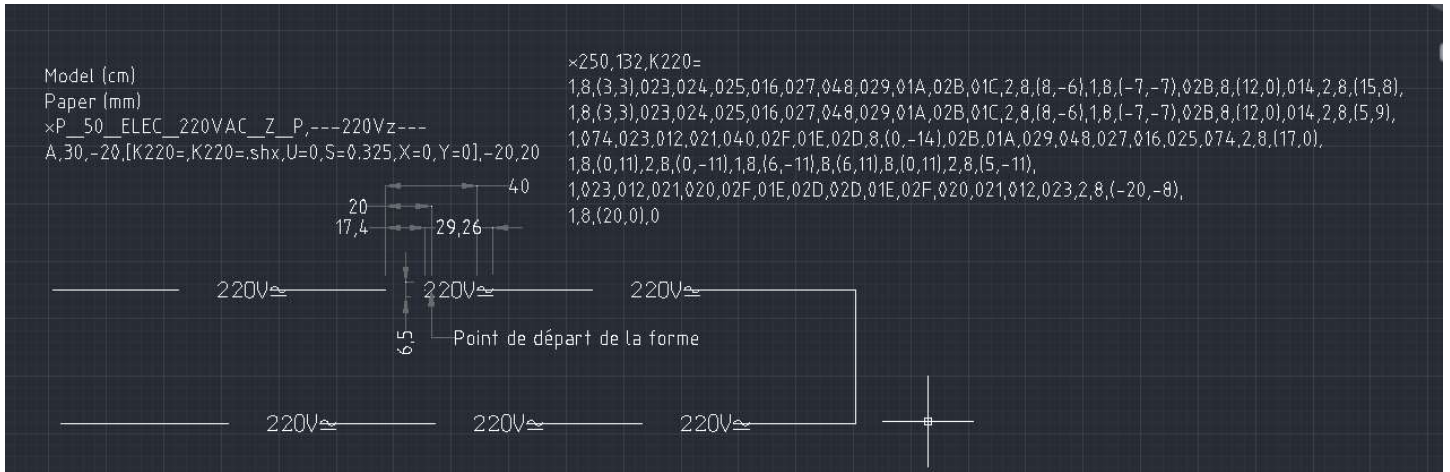 Model (cm)
Paper (mm)
×P__50__ELEC__220VAC__Z__P,---220Vz---
A,30,-20,[K220=,K220=.shx,U=0,S=0.325,X=0,Y=0],-20,20
×250,132,K220=
1,8,(3,3),023,024,025,016,027,048,029,01A,02B,01C,2,8,(8,-6),1,8,(-7,-7),02B,8,(12,0),014,2,8,(15,8),
1,8,(3,3),023,024,025,016,027,048,029,01A,02B,01C,2,8,(8,-6),1,8,(-7,-7),02B,8,(12,0),014,2,8,(5,9),
1,074,023,012,021,040,02F,01E,02D,8,(0,-14),02B,01A,029,048,027,016,025,074,2,8,(17,0),
1,8,(0,11),2,8,(0,-11),1,8,(6,-11),8,(6,11),8,(0,11),2,8,(5,-11),
1,023,012,021,020,02F,01E,02D,02D,01E,02F,020,021,012,023,2,8,(-20,-8),
1,8,(20,0),0
40
20
17,4
29,26
220V≃ 220V≃ 220V≃
6,5
Point de départ de la forme
220V≃ 220V≃ 220V≃